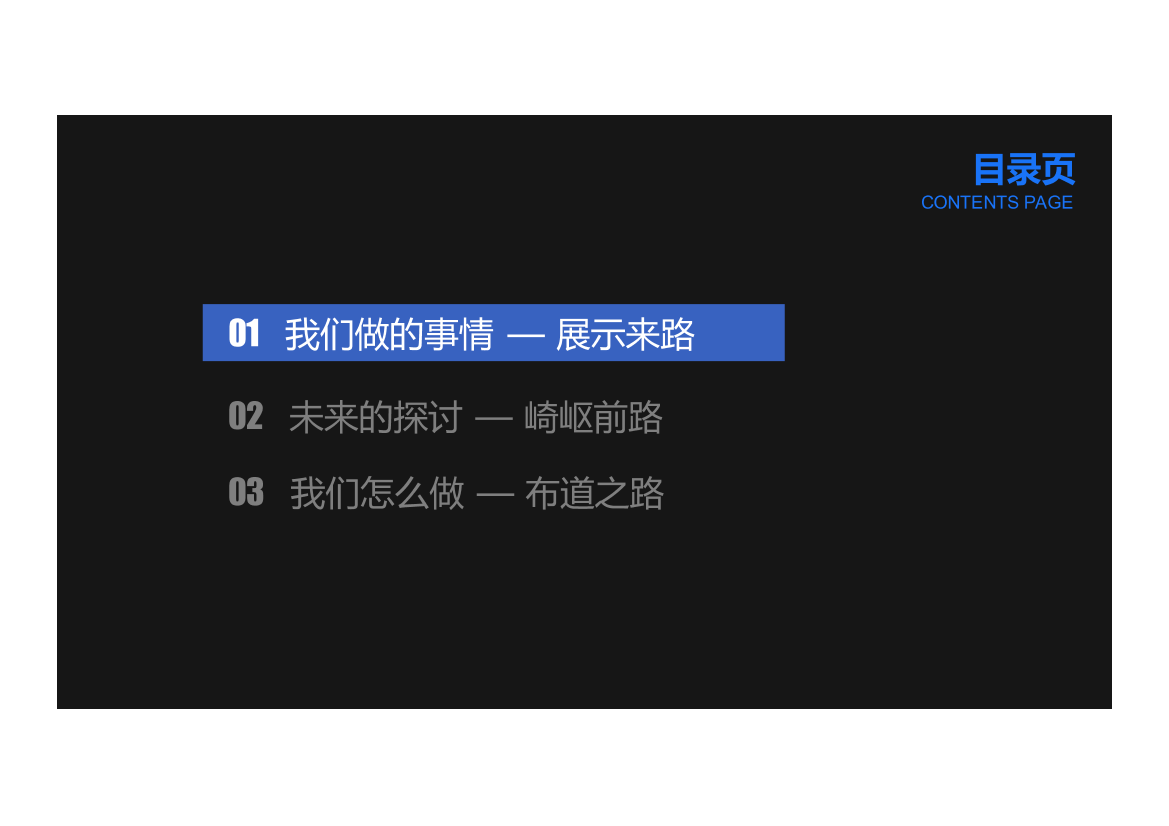 目录页
CONTENTS PAGE
01 我们做的事情 — 展示来路
02 未来的探讨 — 崎岖前路
03 我们怎么做 — 布道之路